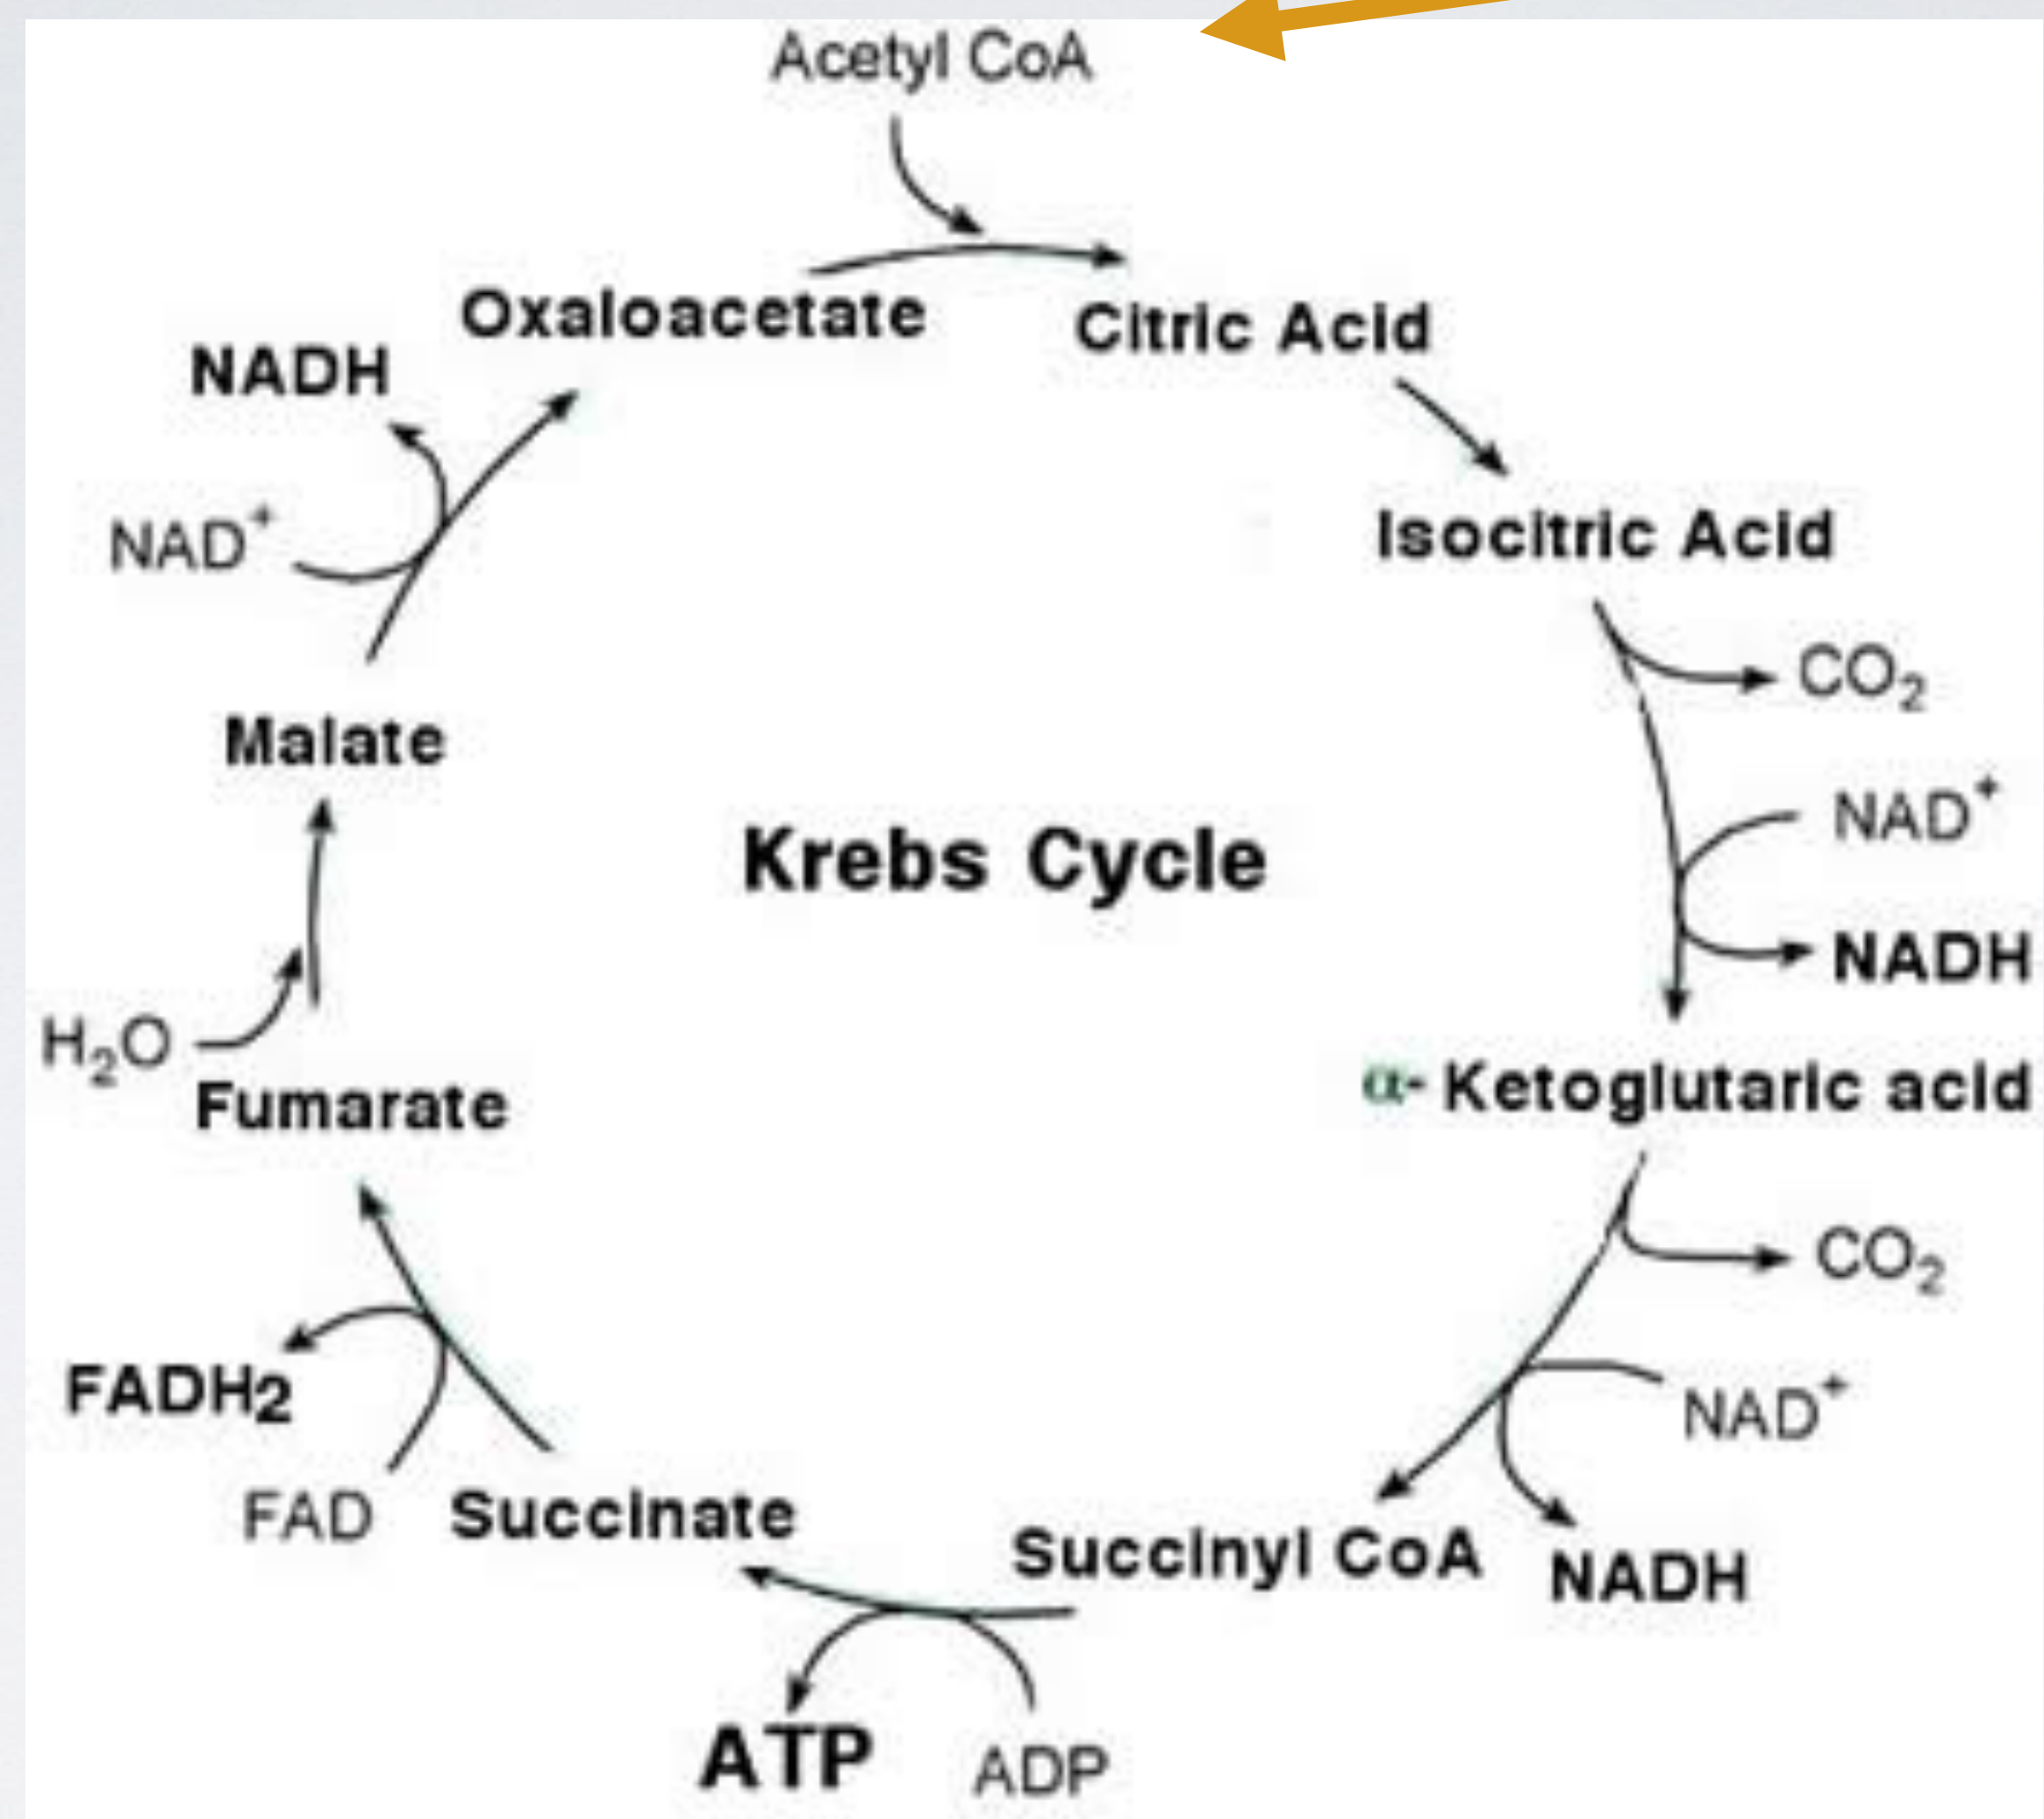 Acetyl CoA
Oxaloacetate
Citric Acid
NADH
Isocitric Acid
NAD⁺
CO₂
Malate
NAD⁺
Krebs Cycle
NADH
H₂O
α- Ketoglutaric acid
Fumarate
CO₂
FADH2
NAD⁺
FAD
Succinate
Succinyl CoA
NADH
ATP
ADP